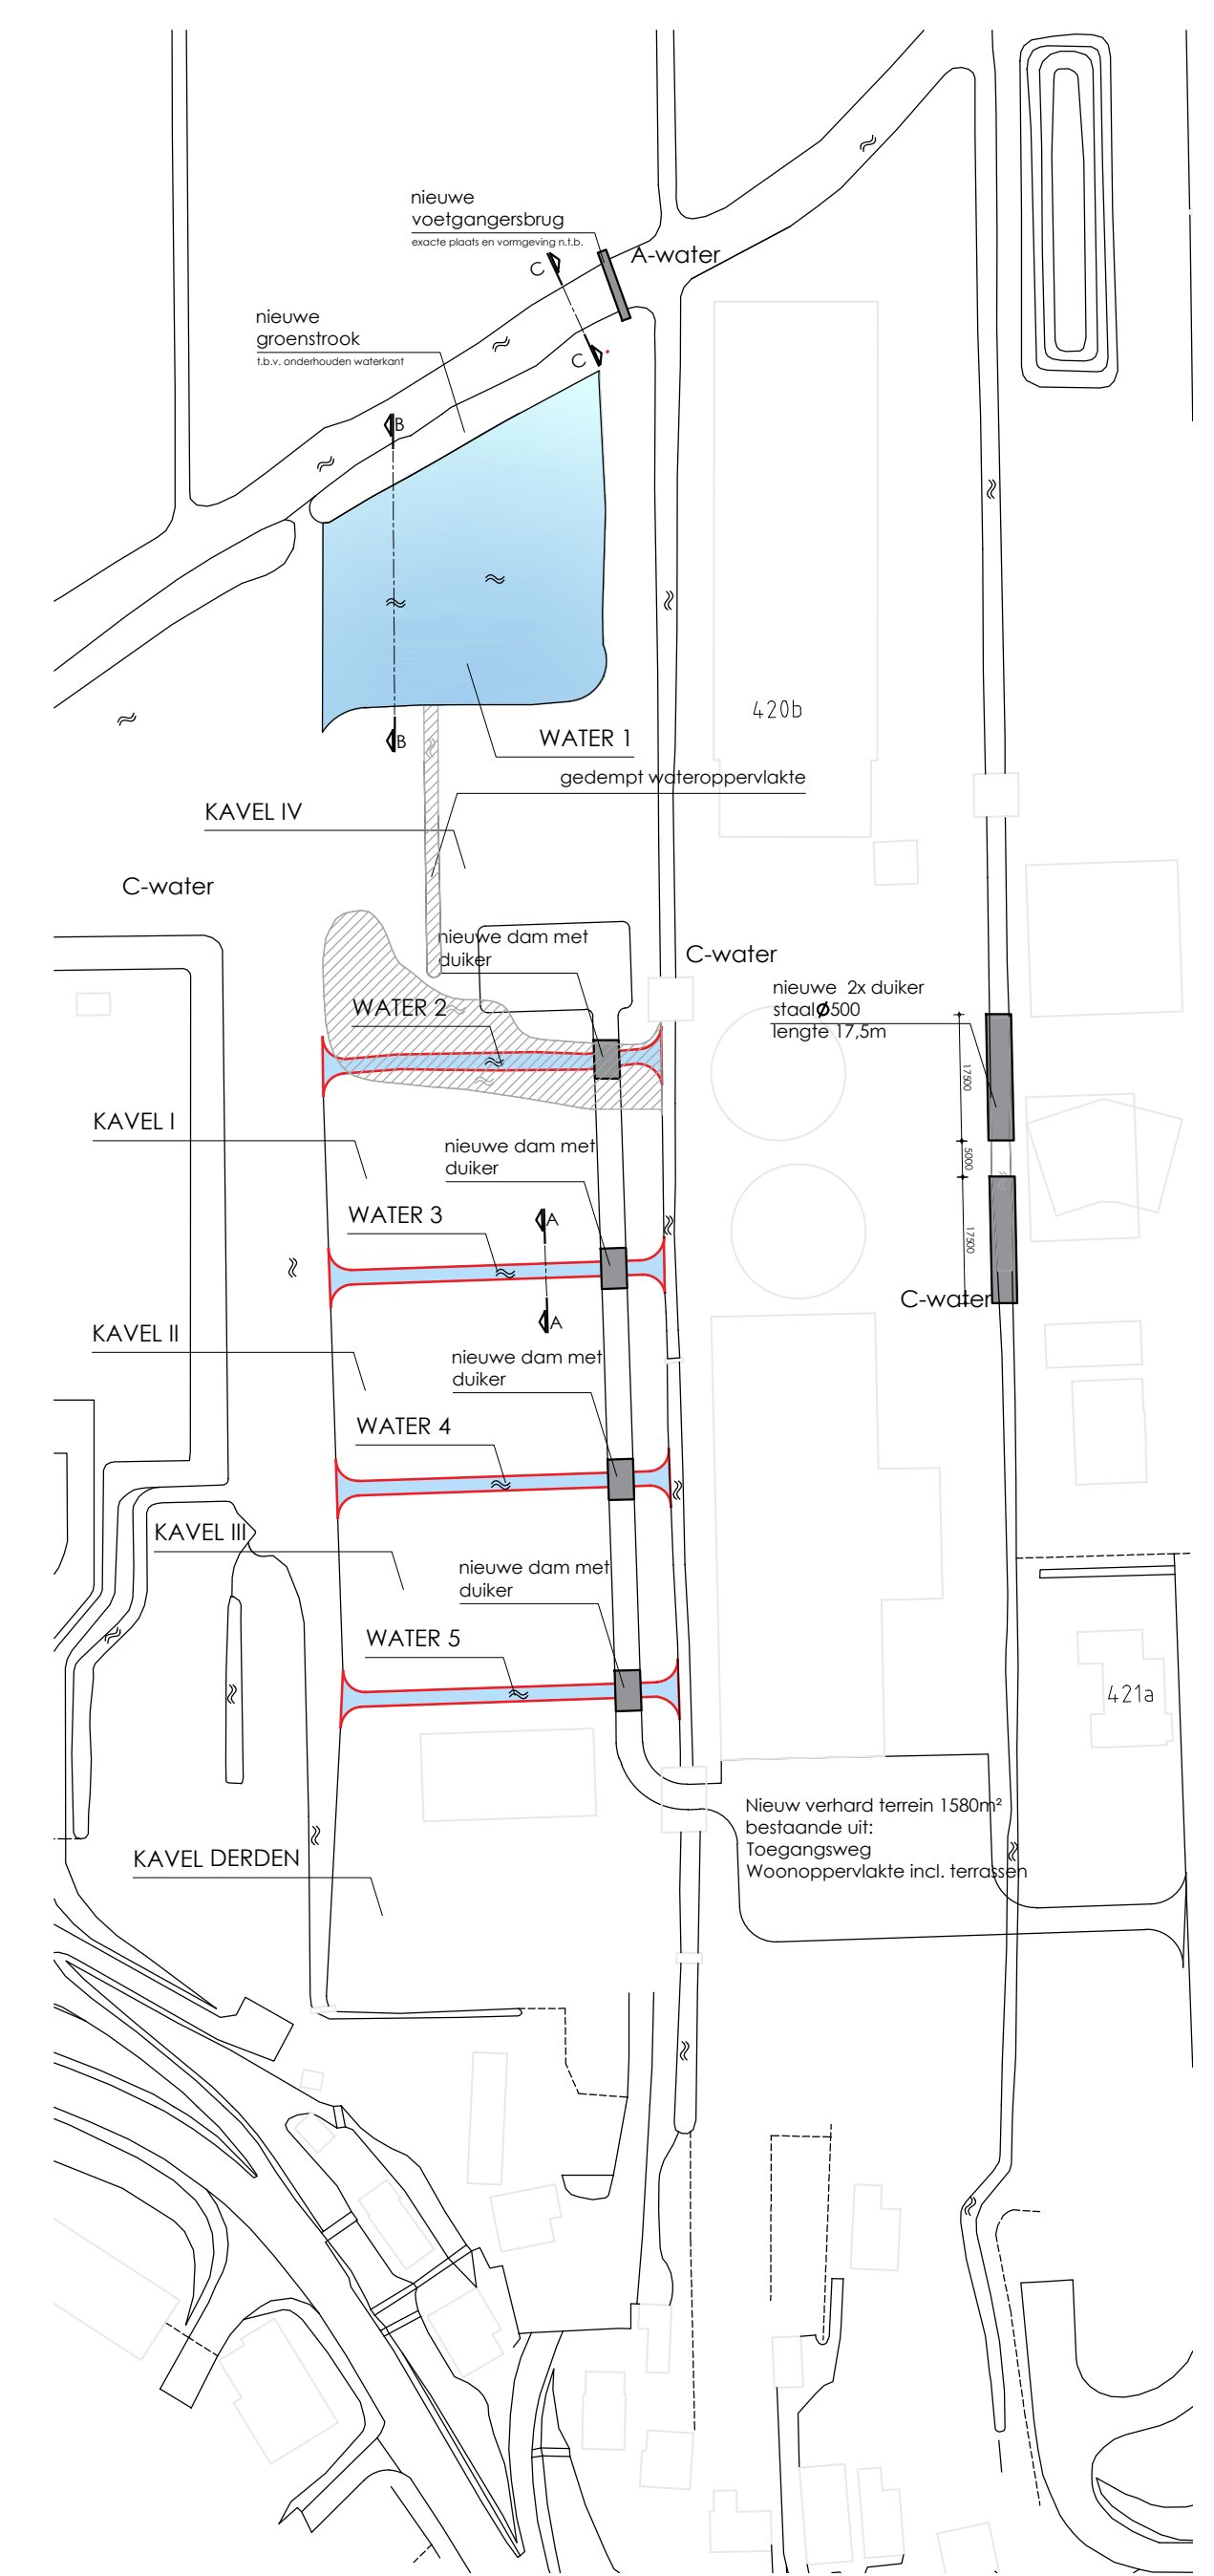 nieuwe
voetgangersbrug
exacte plaats en vormgeving n.t.b.
A-water
C
nieuwe
groenstrook
t.b.v. onderhouden waterkant
C
B
420b
WATER 1
B
gedempt wateroppervlakte
KAVEL IV
C-water
nieuwe dam met
duiker
C-water
nieuwe 2x duiker
staalØ500
lengte 17,5m
WATER 2
17500
KAVEL I
nieuwe dam met
duiker
5000
WATER 3
A
17500
C-water
A
KAVEL II
nieuwe dam met
duiker
WATER 4
KAVEL III
nieuwe dam met
duiker
WATER 5
421a
Nieuw verhard terrein 1580m²
bestaande uit:
Toegangsweg
Woonoppervlakte incl. terrassen
KAVEL DERDEN